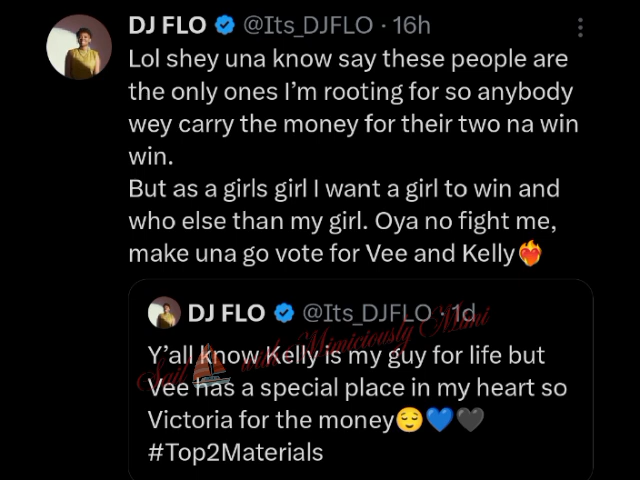 DJ FLO @Its_DJFLO · 16h
Lol shey una know say these people are
the only ones I’m rooting for so anybody
wey carry the money for their two na win
win.
But as a girls girl I want a girl to win and
who else than my girl. Oya no fight me,
make una go vote for Vee and Kelly❤️‍🔥
DJ FLO @Its_DJFLO · 1d
Y’all know Kelly is my guy for life but
Vee has a special place in my heart so
Victoria for the money😌💙🖤
#Top2Materials
Sail with Mimiciously Mimi